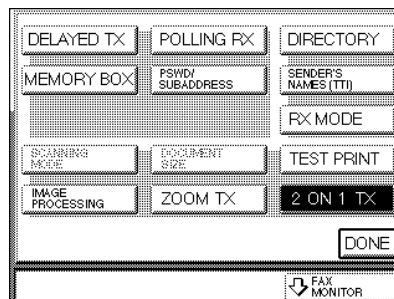 DELAYED TX
POLLING RX
DIRECTORY
MEMORY BOX
PSWD/
SUBADDRESS
SENDER'S
NAMES (TTI)
RX MODE
SCANNING
MODE
DOCUMENT
SIZE
TEST PRINT
IMAGE
PROCESSING
ZOOM TX
2 ON 1 TX
DONE
FAX
MONITOR